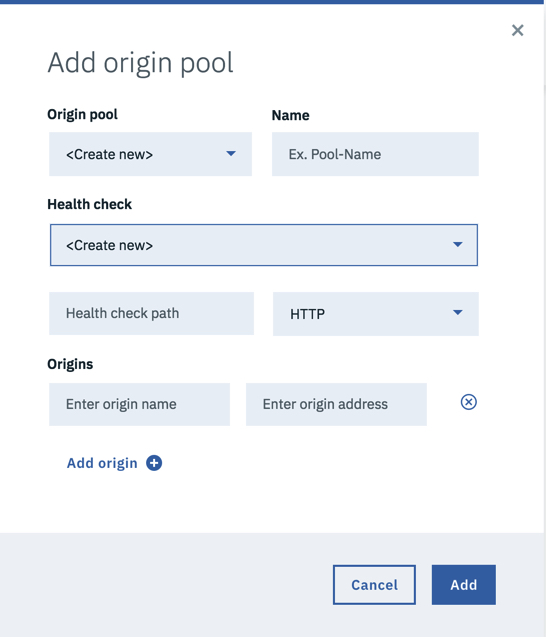 Add origin pool
Origin pool Name
<Create new> Ex. Pool-Name
Health check
<Create new>
Health check path HTTP
Origins
Enter origin name Enter origin address
Add origin
Cancel Add